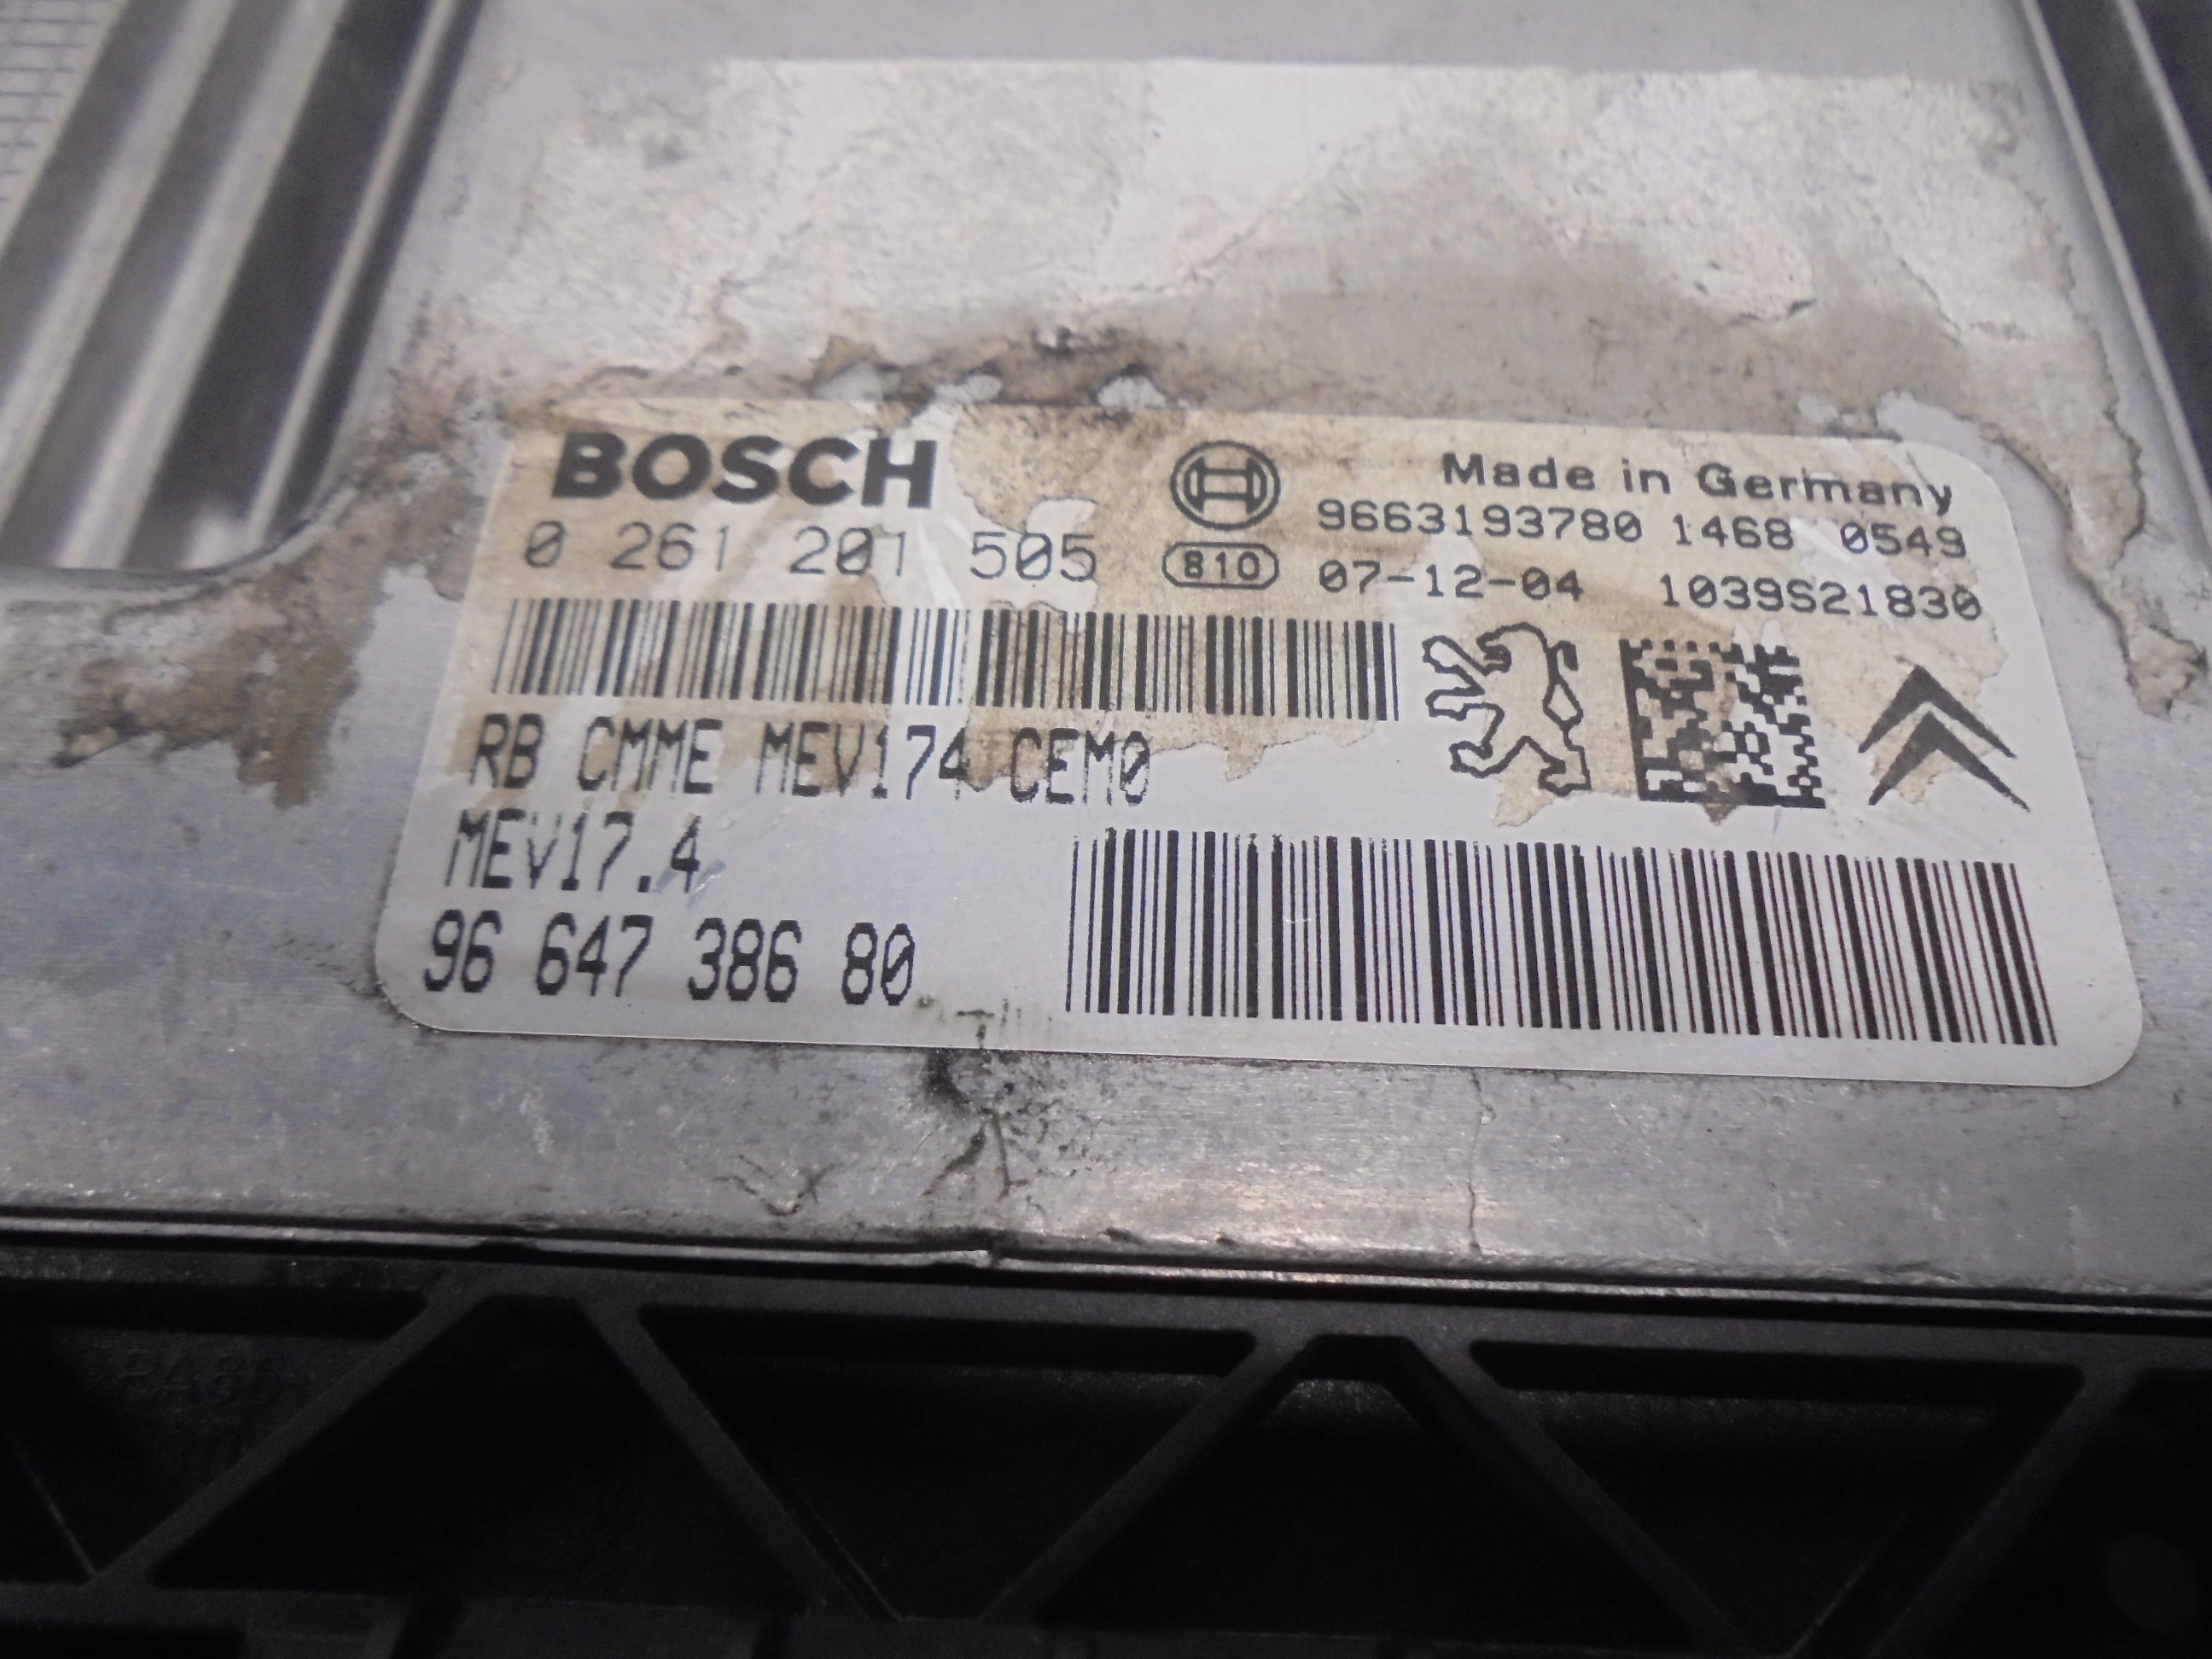 BOSCH
Made in Germany
9663193780 1468 0549
0 261 201 505
810
07-12-04 1039S21830
RB CMME MEV174 CEM0
MEV17.4
96 647 386 80